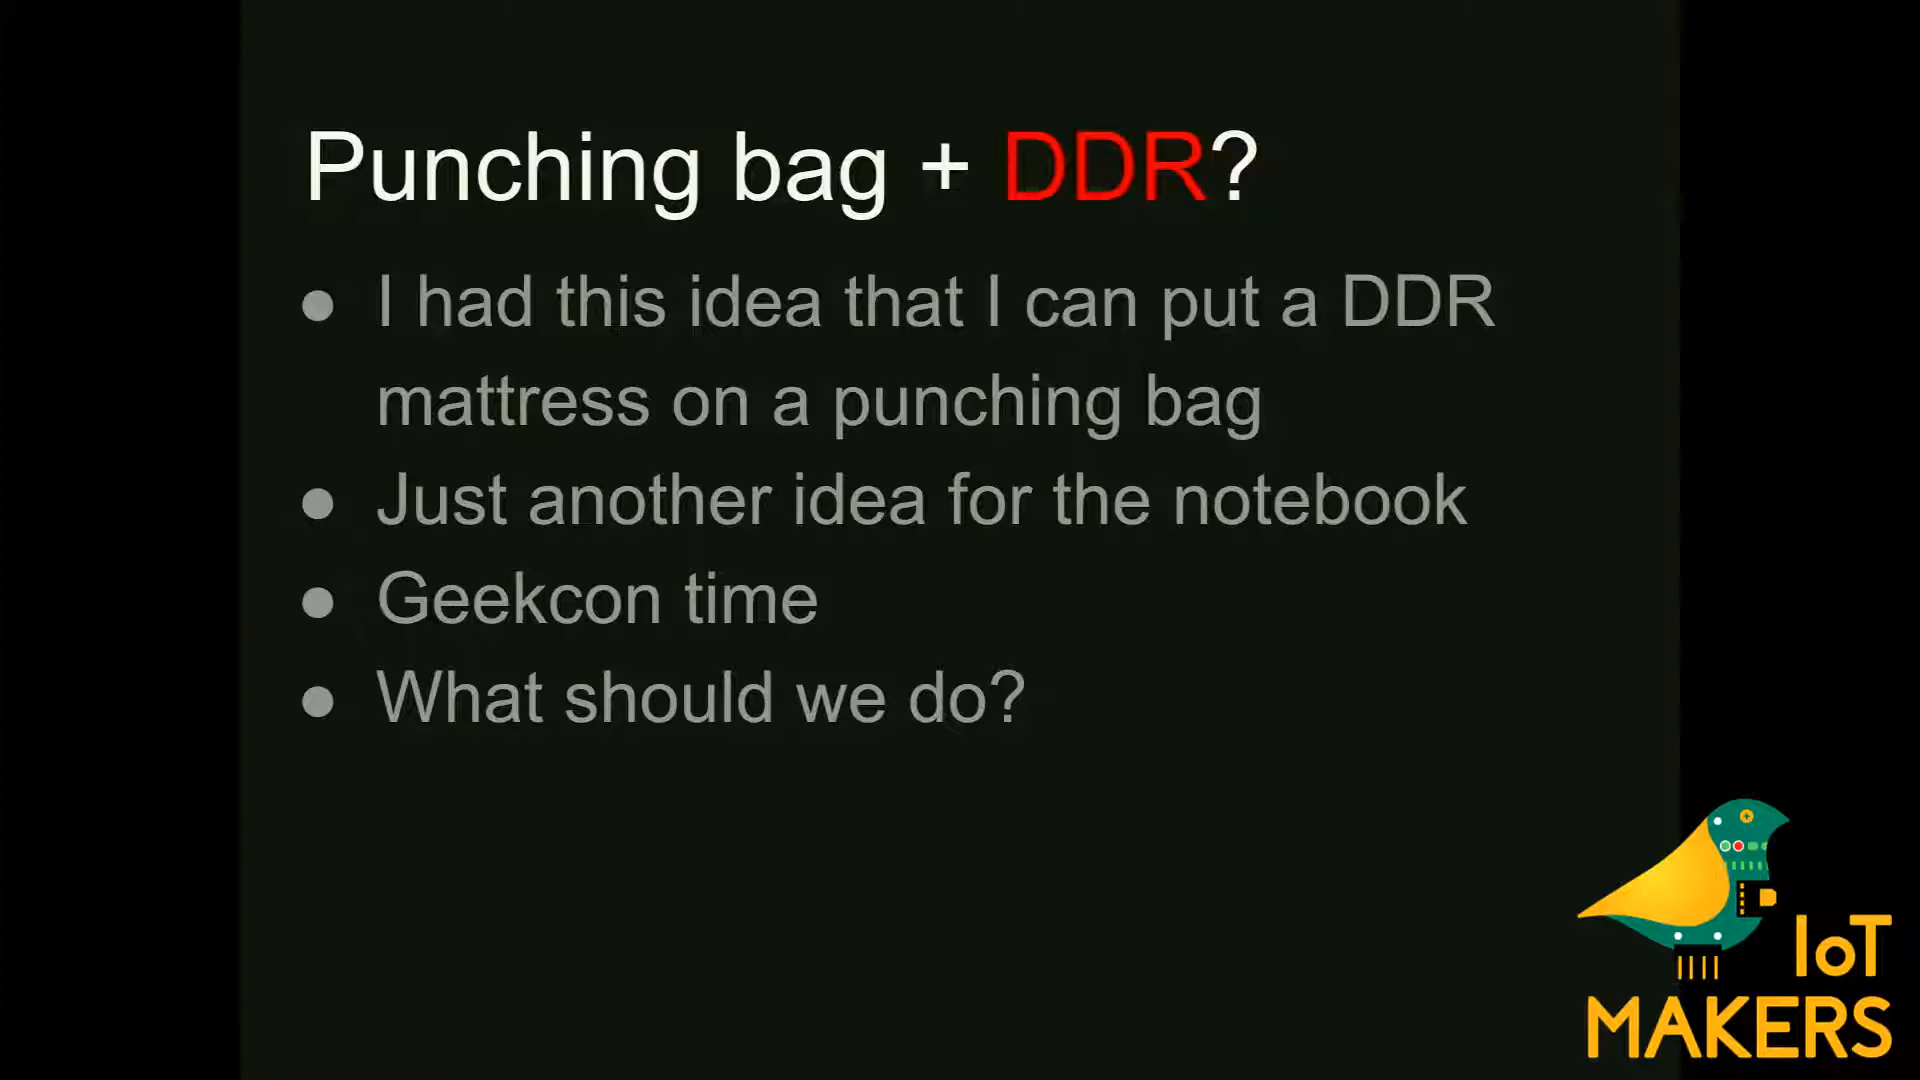 Punching bag + DDR?
● I had this idea that I can put a DDR
mattress on a punching bag
● Just another idea for the notebook
● Geekcon time
● What should we do?
IoT
MAKERS